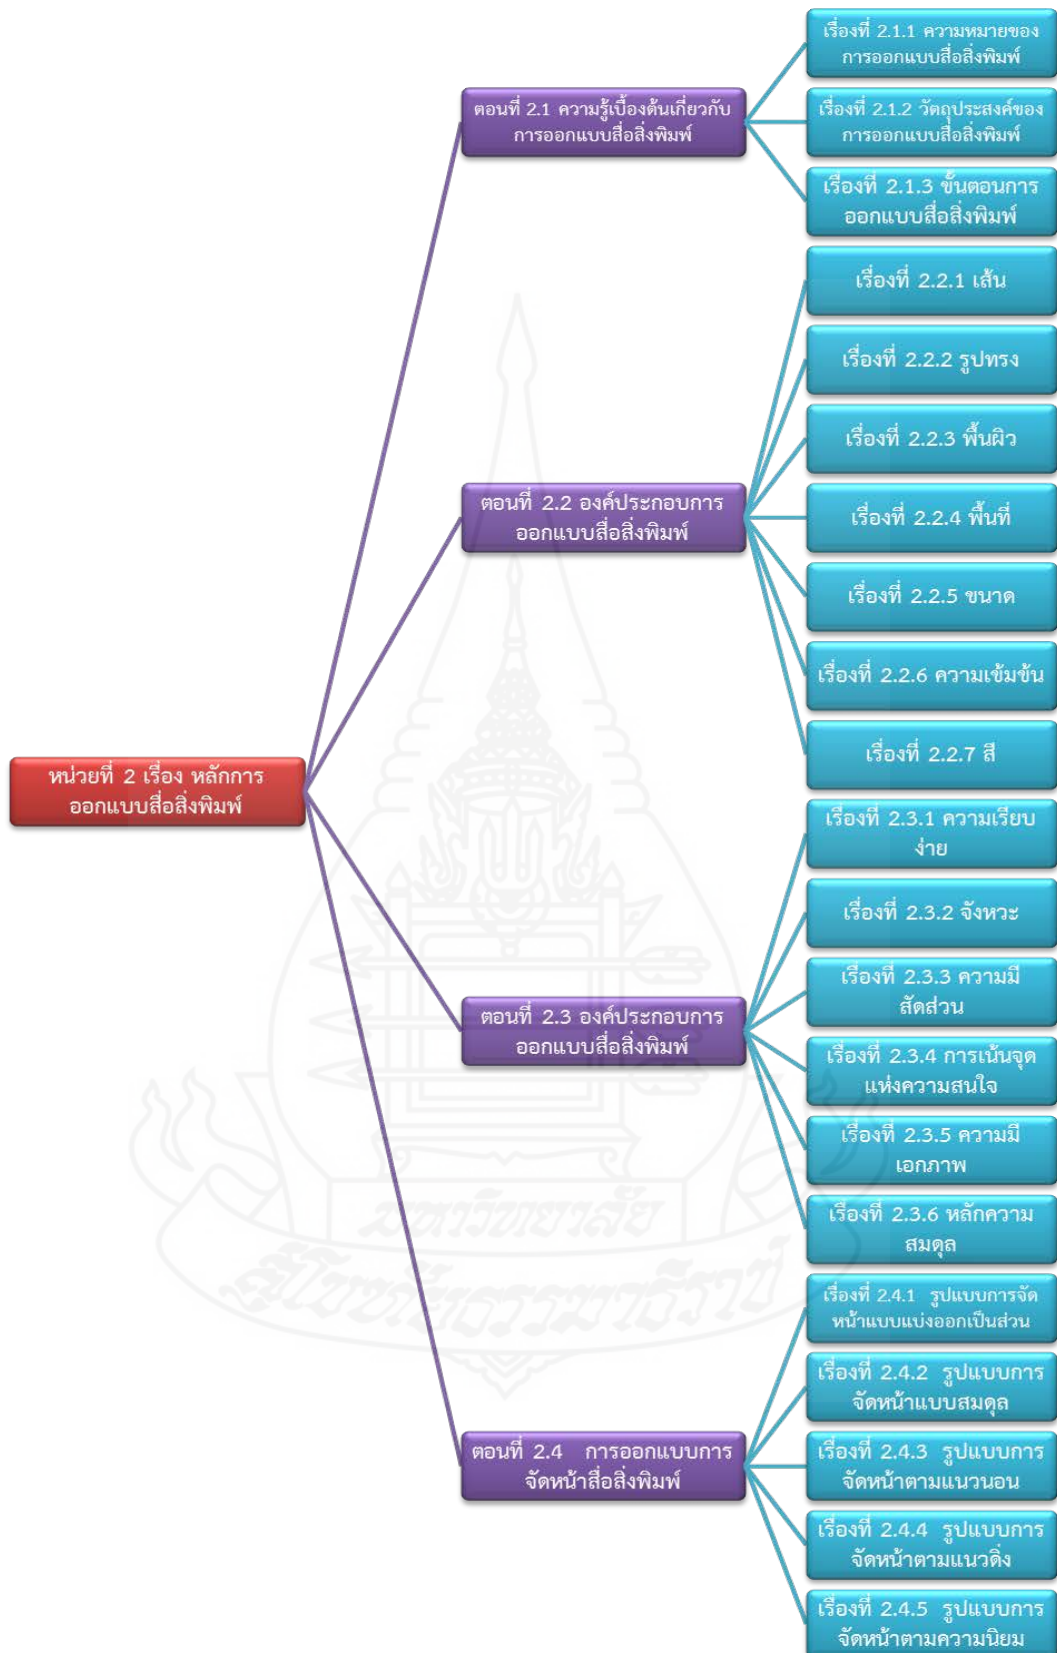 เรื่องที่ 2.1.1 ความหมายของ
การออกแบบสื่อสิ่งพิมพ์
ตอนที่ 2.1 ความรู้เบื้องต้นเกี่ยวกับ
การออกแบบสื่อสิ่งพิมพ์
เรื่องที่ 2.1.2 วัตถุประสงค์ของ
การออกแบบสื่อสิ่งพิมพ์
เรื่องที่ 2.1.3 ขั้นตอนการ
ออกแบบสื่อสิ่งพิมพ์
เรื่องที่ 2.2.1 เส้น
เรื่องที่ 2.2.2 รูปทรง
เรื่องที่ 2.2.3 พื้นผิว
ตอนที่ 2.2 องค์ประกอบการ
ออกแบบสื่อสิ่งพิมพ์
เรื่องที่ 2.2.4 พื้นที่
เรื่องที่ 2.2.5 ขนาด
เรื่องที่ 2.2.6 ความเข้มข้น
เรื่องที่ 2.2.7 สี
หน่วยที่ 2 เรื่อง หลักการ
ออกแบบสื่อสิ่งพิมพ์
เรื่องที่ 2.3.1 ความเรียบ
ง่าย
เรื่องที่ 2.3.2 จังหวะ
เรื่องที่ 2.3.3 ความมี
สัดส่วน
ตอนที่ 2.3 องค์ประกอบการ
ออกแบบสื่อสิ่งพิมพ์
เรื่องที่ 2.3.4 การเน้นจุด
แห่งความสนใจ
เรื่องที่ 2.3.5 ความมี
เอกภาพ
เรื่องที่ 2.3.6 หลักความ
สมดุล
มหาวิทยาลัย
สุโขทัยธรรมาธิราช
เรื่องที่ 2.4.1 รูปแบบการจัด
หน้าแบบแบ่งออกเป็นส่วน
เรื่องที่ 2.4.2 รูปแบบการ
จัดหน้าแบบสมดุล
ตอนที่ 2.4 การออกแบบการ
จัดหน้าสื่อสิ่งพิมพ์
เรื่องที่ 2.4.3 รูปแบบการ
จัดหน้าตามแนวนอน
เรื่องที่ 2.4.4 รูปแบบการ
จัดหน้าตามแนวดิ่ง
เรื่องที่ 2.4.5 รูปแบบการ
จัดหน้าตามความนิยม